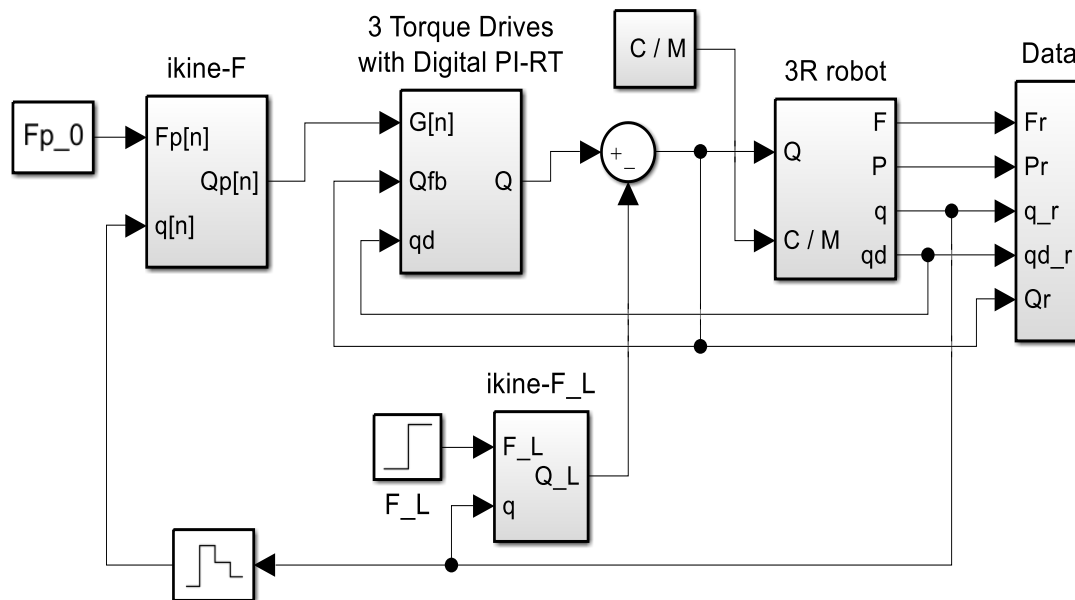 3 Torque Drives
with Digital PI-RT
ikine-F
C / M
3R robot
Data
Fp_0
Fp[n]
Qp[n]
q[n]
G[n]
Qfb
Q
qd
+
_
Q
C / M
F
P
q
qd
Fr
Pr
q_r
qd_r
Qr
ikine-F_L
F_L
F_L
Q_L
q